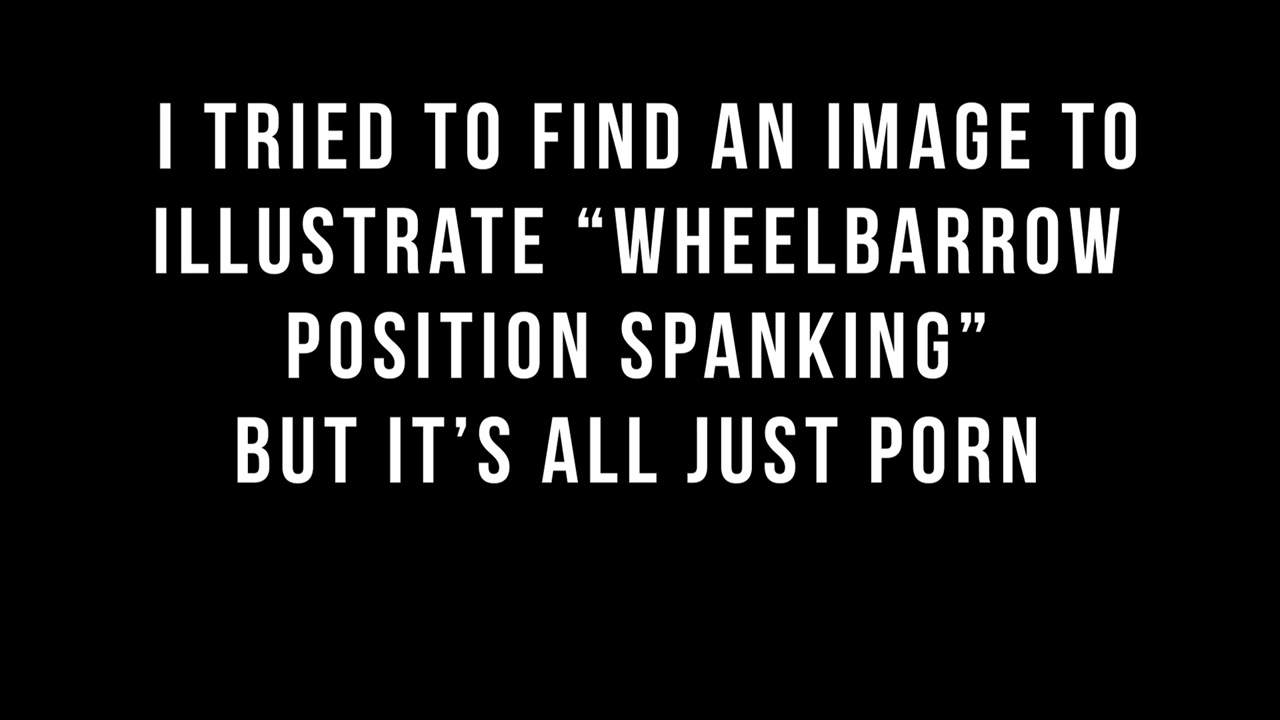 I TRIED TO FIND AN IMAGE TO
ILLUSTRATE “WHEELBARROW
POSITION SPANKING”
BUT IT’S ALL JUST PORN